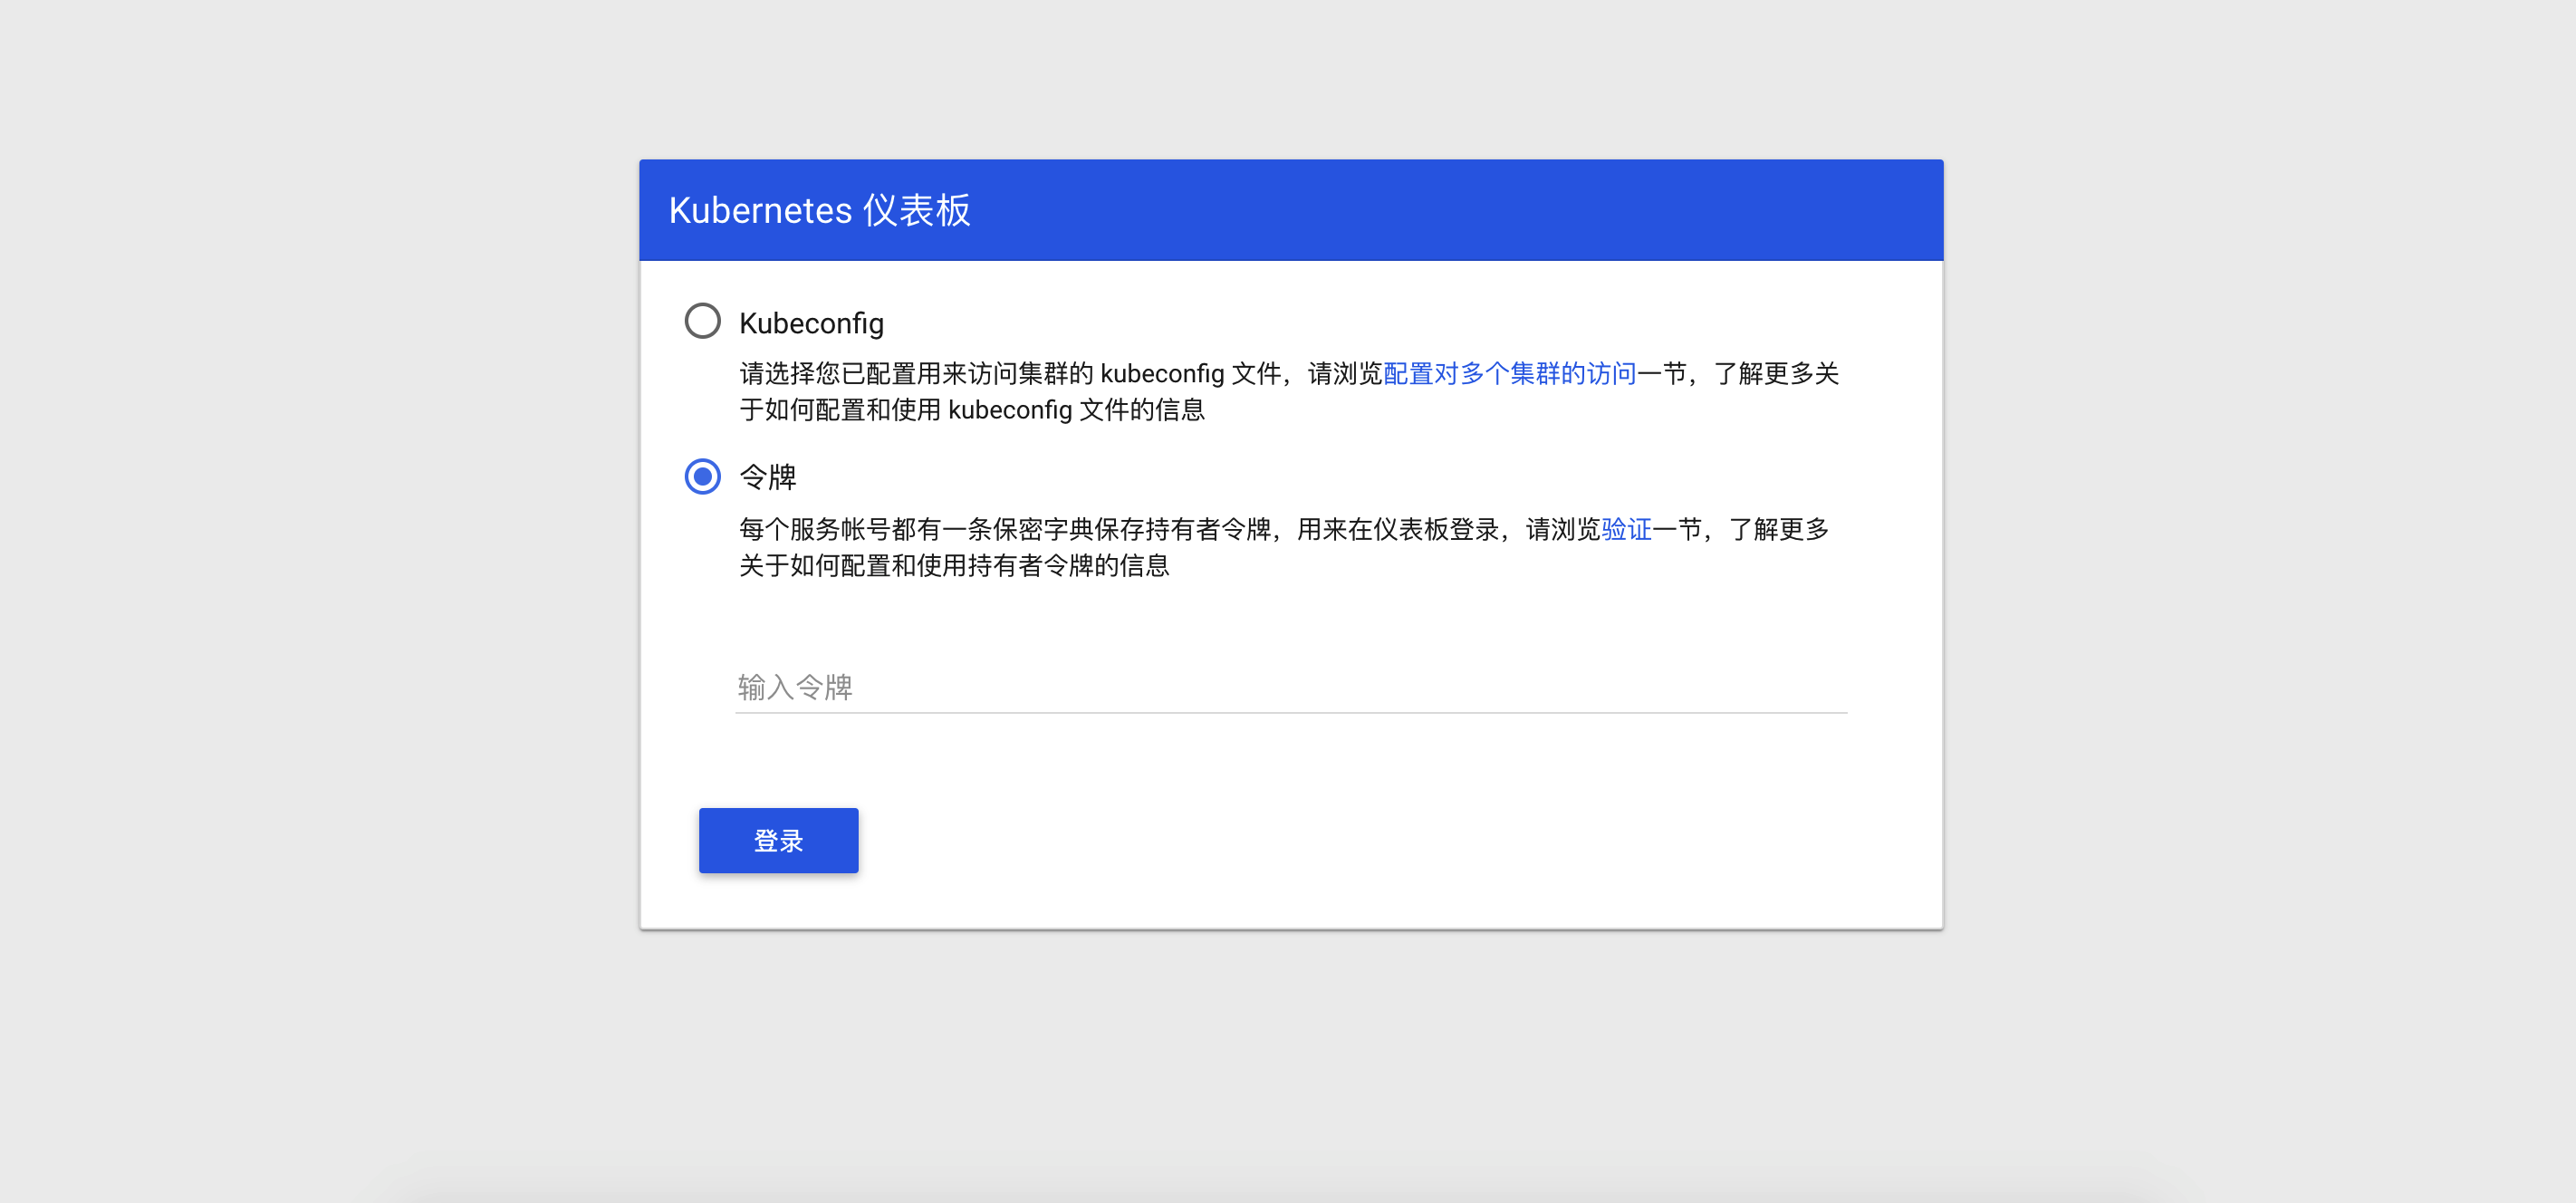 Kubernetes 仪表板
Kubeconfig
请选择您已配置用来访问集群的 kubeconfig 文件，请浏览配置对多个集群的访问一节，了解更多关
于如何配置和使用 kubeconfig 文件的信息
令牌
每个服务帐号都有一条保密字典保存持有者令牌，用来在仪表板登录，请浏览验证一节，了解更多
关于如何配置和使用持有者令牌的信息
输入令牌
登录